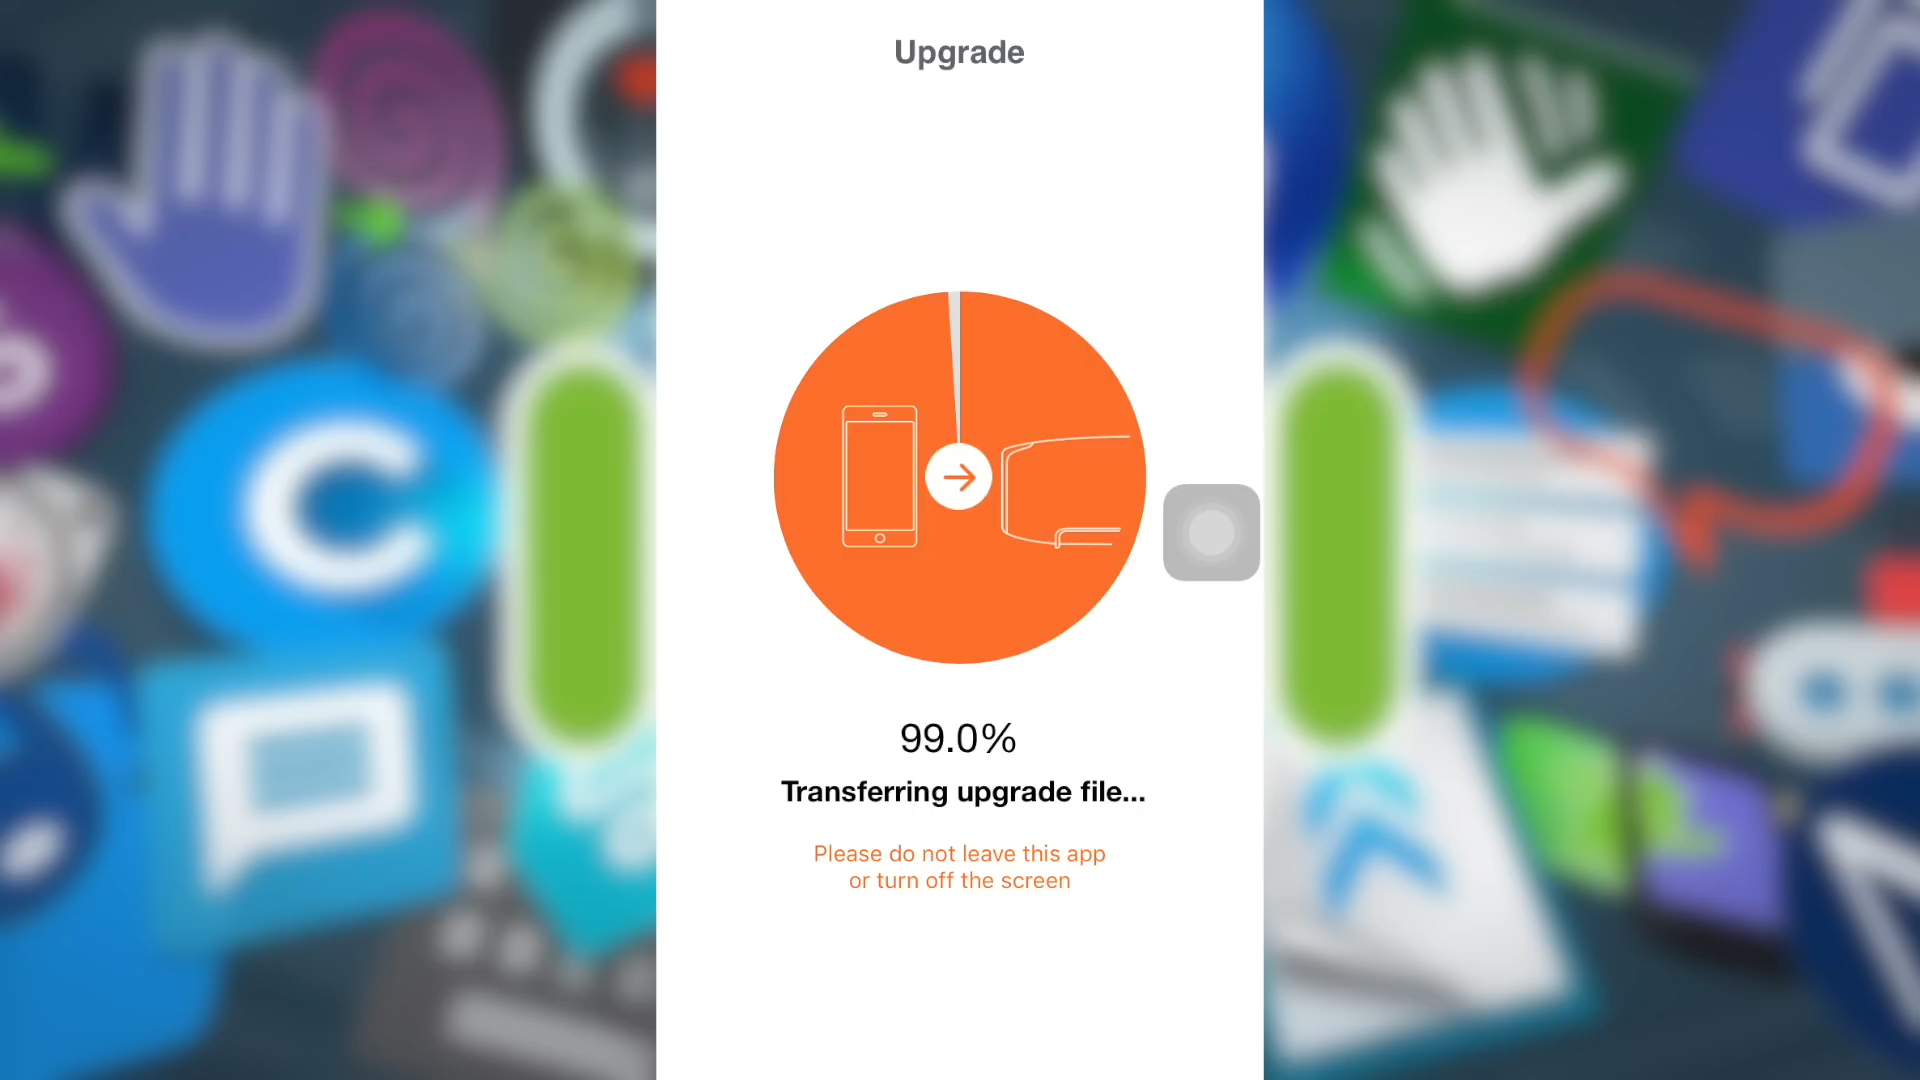 Upgrade
99.0%
Transferring upgrade file...
Please do not leave this app
or turn off the screen